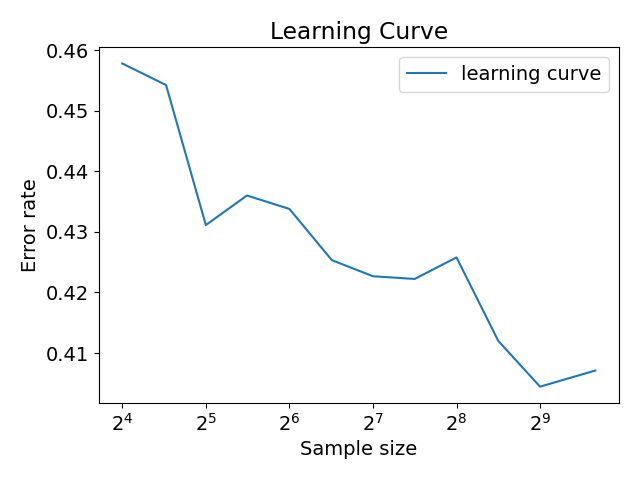 Learning Curve
learning curve
0.46
0.45
0.44
0.43
0.42
0.41
Error rate
2⁴ 2⁵ 2⁶ 2⁷ 2⁸ 2⁹
Sample size